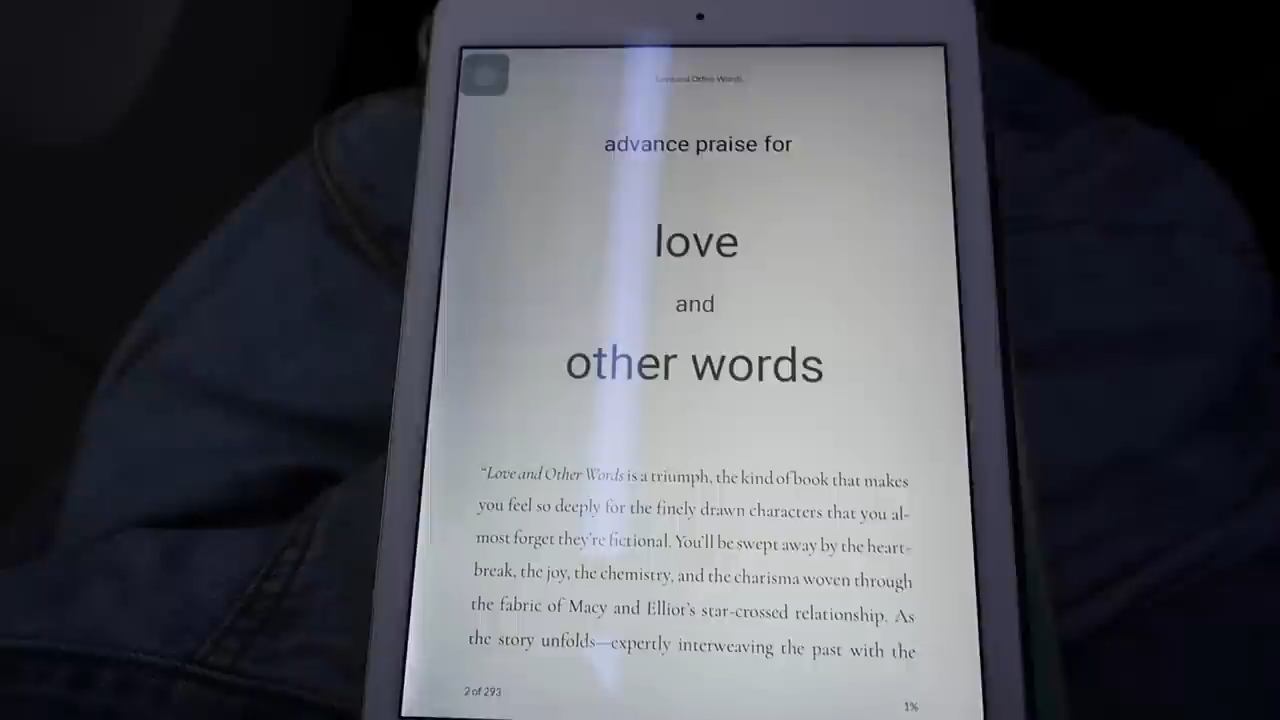 Love and Other Words
advance praise for
love
and
other words
“Love and Other Words is a triumph, the kind of book that makes
you feel so deeply for the finely drawn characters that you al-
most forget they’re fictional. You’ll be swept away by the heart-
break, the joy, the chemistry, and the charisma woven through
the fabric of Macy and Elliot’s star-crossed relationship. As
the story unfolds—expertly interweaving the past with the
2 of 293
1%